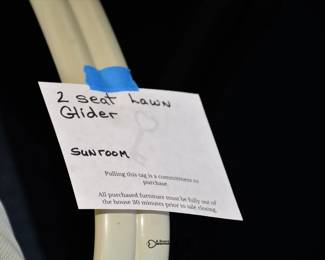 2 seat Lawn
Glider
SUNROOM
Pulling this tag is a commitment to
purchase.
All purchased furniture must be fully out of
the house 30 minutes prior to sale closing.